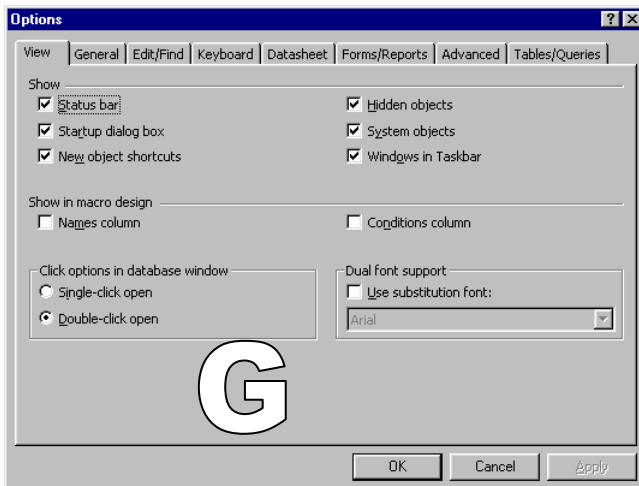 Options
View General Edit/Find Keyboard Datasheet Forms/Reports Advanced Tables/Queries
Show
Status bar Hidden objects
Startup dialog box System objects
New object shortcuts Windows in Taskbar
Show in macro design
Names column Conditions column
Click options in database window Dual font support
Single-click open Use substitution font:
Double-click open Arial
G
OK Cancel Apply